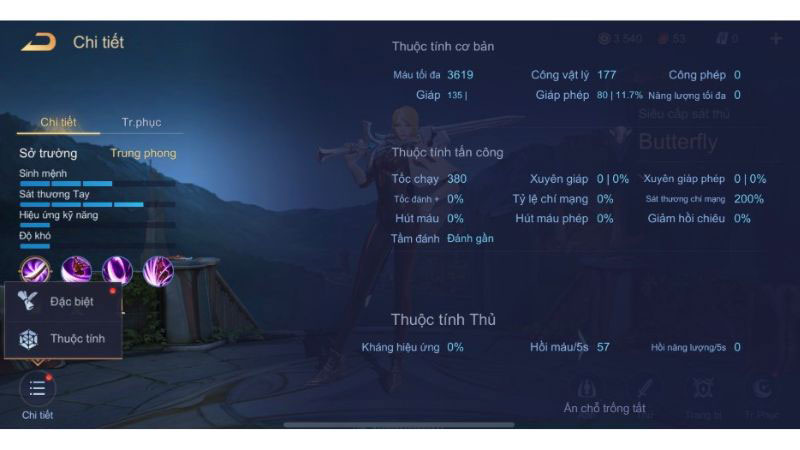 Chi tiết
3 540
53
0
Chi tiết
Tr.phục
Sở trường
Trung phong
Sinh mệnh
Sát thương Tay
Hiệu ứng kỹ năng
Độ khó
Đặc biệt
Thuộc tính
Chi tiết
Thuộc tính cơ bản
Máu tối đa 3619 Công vật lý 177 Công phép 0
Giáp 135 | Giáp phép 80 | 11.7% Năng lượng tối đa 0
Siêu cấp sát thủ
Butterfly
Thuộc tính tấn công
Tốc chạy 380 Xuyên giáp 0 | 0% Xuyên giáp phép 0 | 0%
Tốc đánh + 0% Tỷ lệ chí mạng 0% Sát thương chí mạng 200%
Hút máu 0% Hút máu phép 0% Giảm hồi chiêu 0%
Tầm đánh Đánh gần
Thuộc tính Thủ
Kháng hiệu ứng 0% Hồi máu/5s 57 Hồi năng lượng/5s 0
Ấn chỗ trống tắt
Trang bị
Tr.Phục